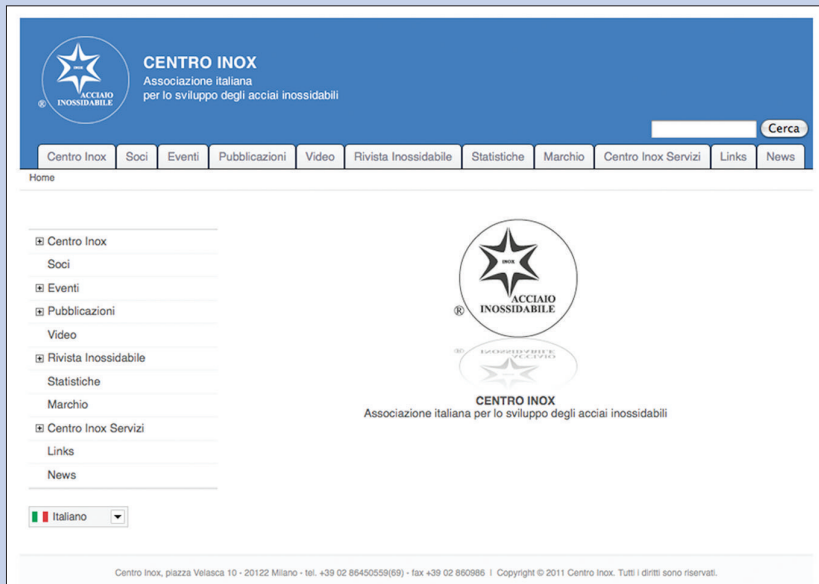 INOX
ACCIAIO
INOSSIDABILE
®
CENTRO INOX
Associazione italiana
per lo sviluppo degli acciai inossidabili
Cerca
Centro Inox Soci Eventi Pubblicazioni Video Rivista Inossidabile Statistiche Marchio Centro Inox Servizi Links News
Home
Centro Inox
Soci
Eventi
Pubblicazioni
Video
Rivista Inossidabile
Statistiche
Marchio
Centro Inox Servizi
Links
News
Italiano
INOX
ACCIAIO
® INOSSIDABILE
CENTRO INOX
Associazione italiana per lo sviluppo degli acciai inossidabili
Centro Inox, piazza Velasca 10 - 20122 Milano - tel. +39 02 86450559(69) - fax +39 02 860986 | Copyright © 2011 Centro Inox. Tutti i diritti sono riservati.